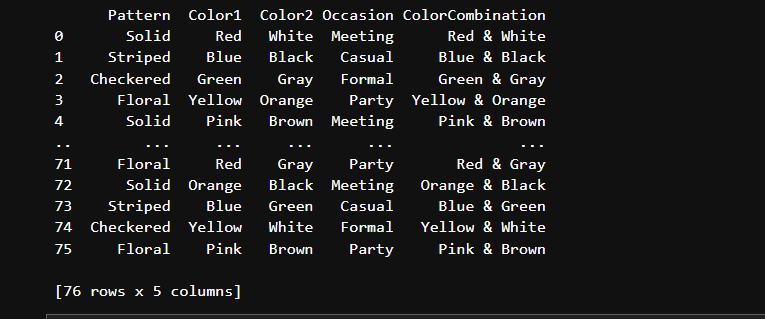 Pattern Color1 Color2 Occasion ColorCombination
0 Solid Red White Meeting Red & White
1 Striped Blue Black Casual Blue & Black
2 Checkered Green Gray Formal Green & Gray
3 Floral Yellow Orange Party Yellow & Orange
4 Solid Pink Brown Meeting Pink & Brown
.. ... ... ... ... ...
71 Floral Red Gray Party Red & Gray
72 Solid Orange Black Meeting Orange & Black
73 Striped Blue Green Casual Blue & Green
74 Checkered Yellow White Formal Yellow & White
75 Floral Pink Brown Party Pink & Brown
[76 rows x 5 columns]